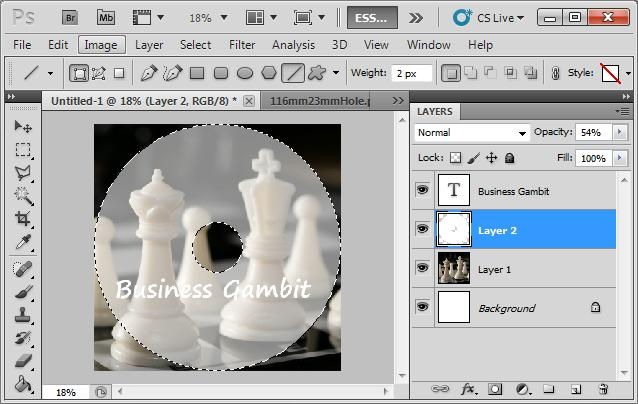 Ps Br Mb 18% ESS... CS Live
File Edit Image Layer Select Filter Analysis 3D View Window Help
Weight: 2 px Style:
Untitled-1 @ 18% (Layer 2, RGB/8) * 116mm23mmHole.p
LAYERS
Normal Opacity: 54%
Lock: Fill: 100%
T Business Gambit
Layer 2
Layer 1
Background
Business Gambit
18%
fx